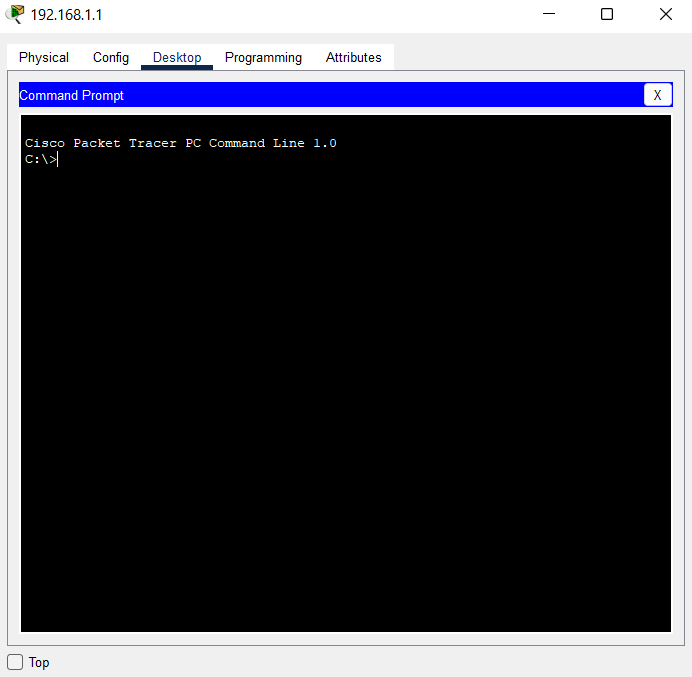 192.168.1.1
Physical Config Desktop Programming Attributes
Command Prompt X
Cisco Packet Tracer PC Command Line 1.0
C:\>
Top